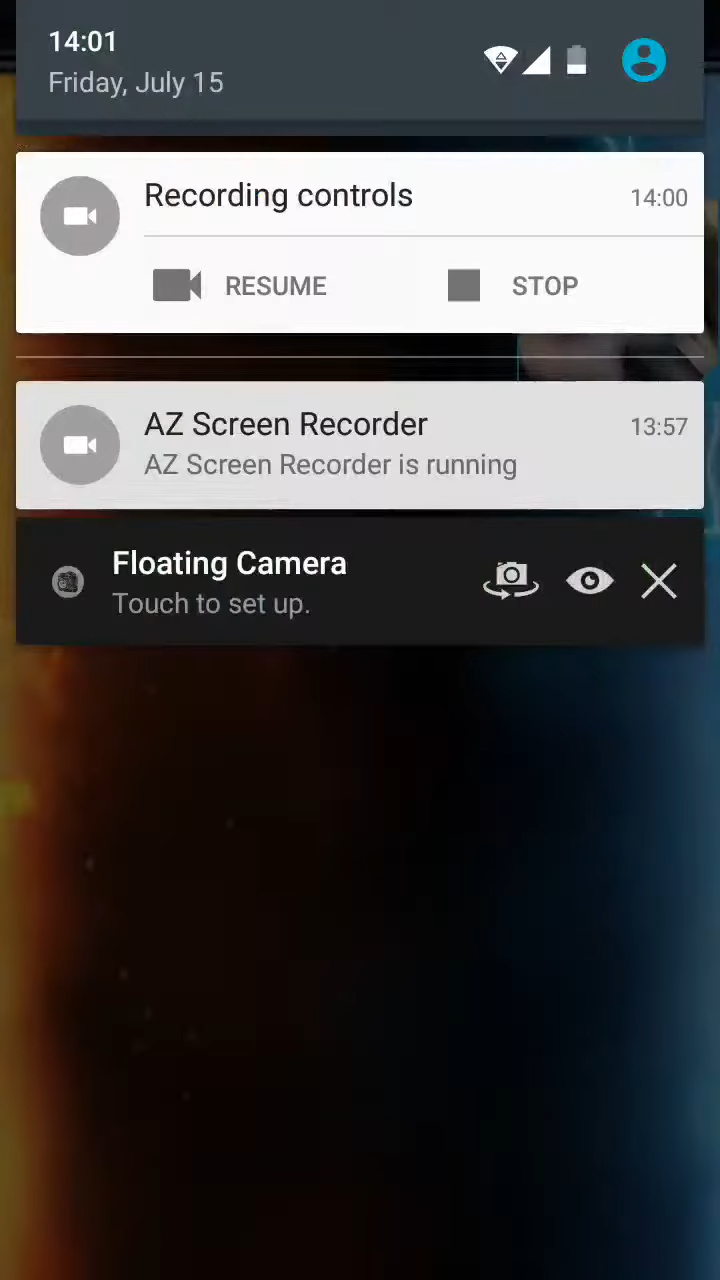 14:01
Friday, July 15
Recording controls 14:00
RESUME STOP
AZ Screen Recorder 13:57
AZ Screen Recorder is running
Floating Camera
Touch to set up.